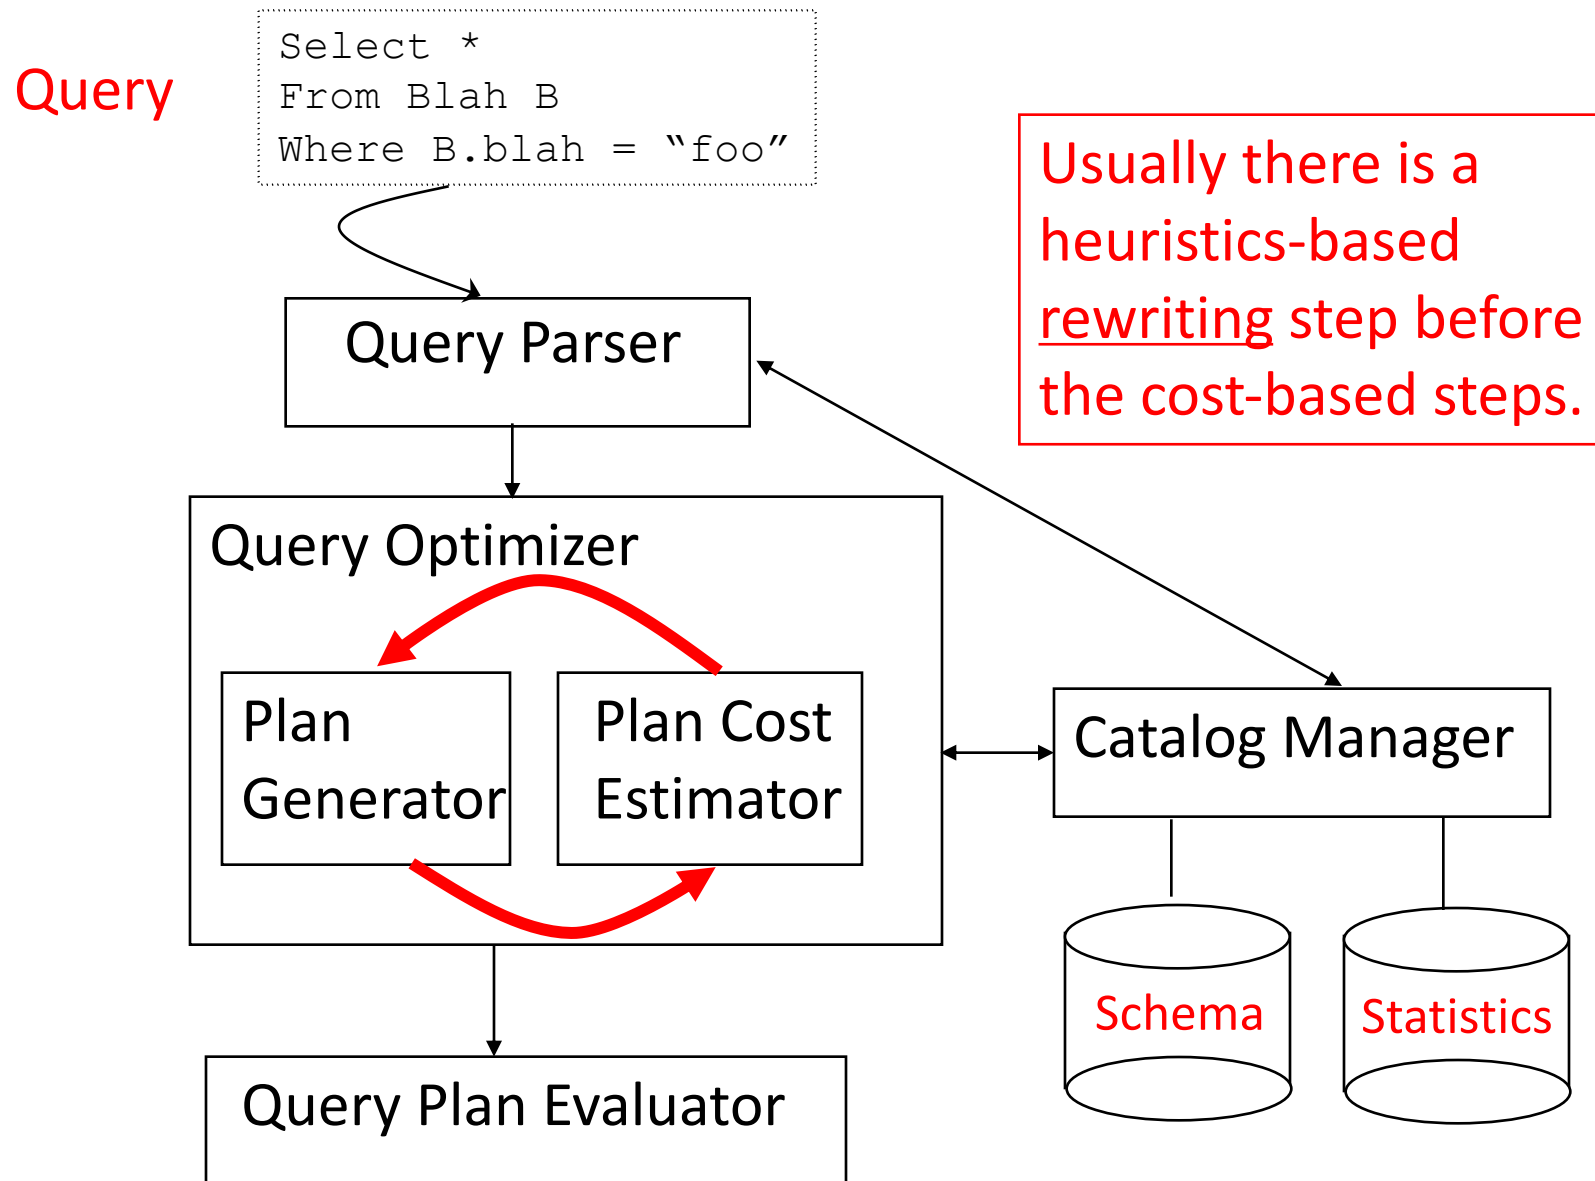 Query
Select *
From Blah B
Where B.blah = “foo”
Usually there is a
heuristics-based
rewriting step before
the cost-based steps.
Query Parser
Query Optimizer
Plan
Generator
Plan Cost
Estimator
Catalog Manager
Schema
Statistics
Query Plan Evaluator